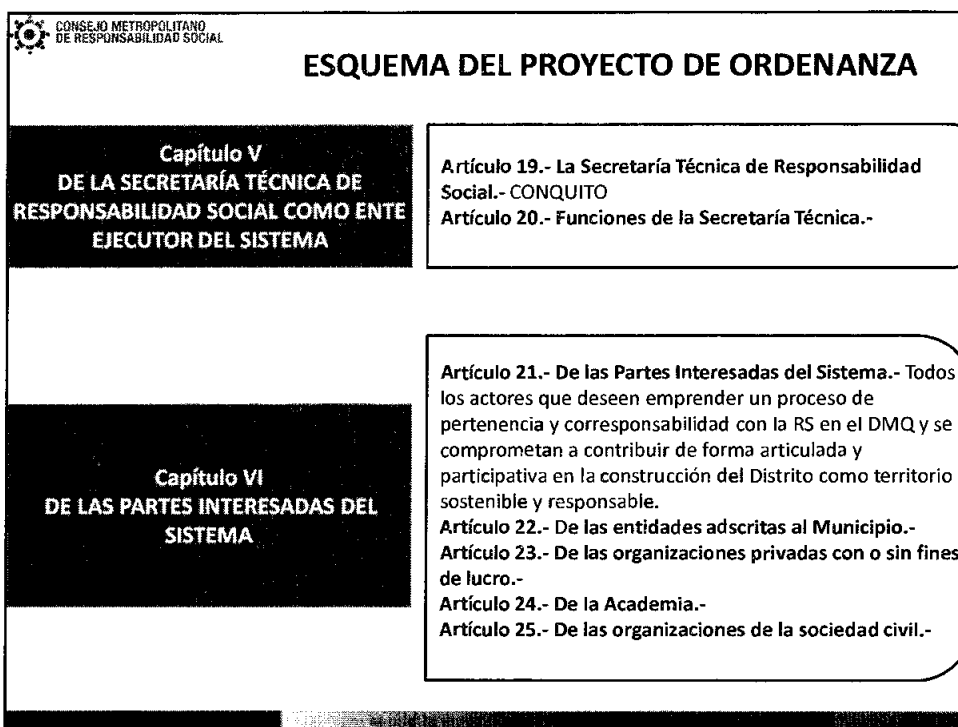 CONSEJO METROPOLITANO
DE RESPONSABILIDAD SOCIAL
ESQUEMA DEL PROYECTO DE ORDENANZA
Capítulo V
DE LA SECRETARÍA TÉCNICA DE
RESPONSABILIDAD SOCIAL COMO ENTE
EJECUTOR DEL SISTEMA
Artículo 19.- La Secretaría Técnica de Responsabilidad
Social.- CONQUITO
Artículo 20.- Funciones de la Secretaría Técnica.-
Capítulo VI
DE LAS PARTES INTERESADAS DEL
SISTEMA
Artículo 21.- De las Partes Interesadas del Sistema.- Todos
los actores que deseen emprender un proceso de
pertenencia y corresponsabilidad con la RS en el DMQ y se
comprometan a contribuir de forma articulada y
participativa en la construcción del Distrito como territorio
sostenible y responsable.
Artículo 22.- De las entidades adscritas al Municipio.-
Artículo 23.- De las organizaciones privadas con o sin fines
de lucro.-
Artículo 24.- De la Academia.-
Artículo 25.- De las organizaciones de la sociedad civil.-